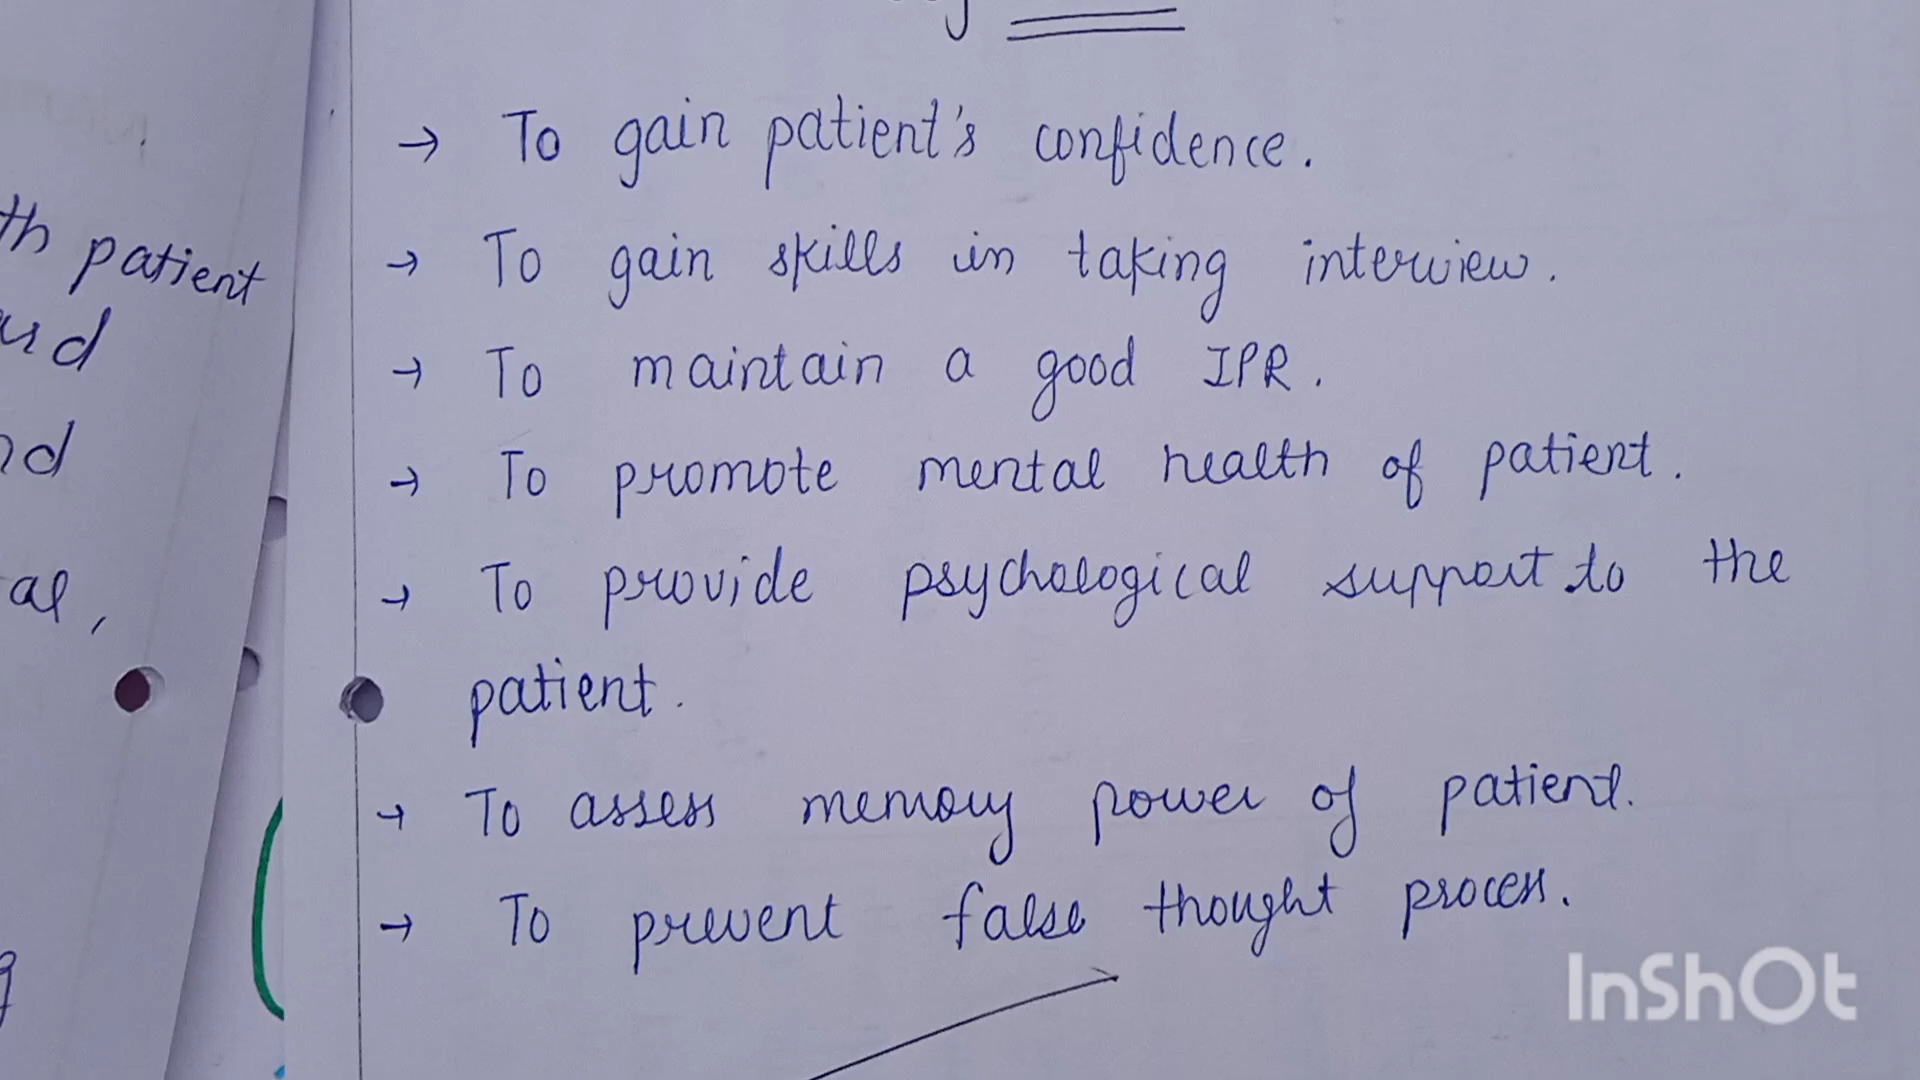 → To gain patient's confidence.
→ To gain skills in taking interview.
→ To maintain a good IPR.
→ To promote mental health of patient.
→ To provide psychological support to the
patient.
→ To assess memory power of patient.
→ To prevent false thought process.
th patient
nd
al,
InShOt